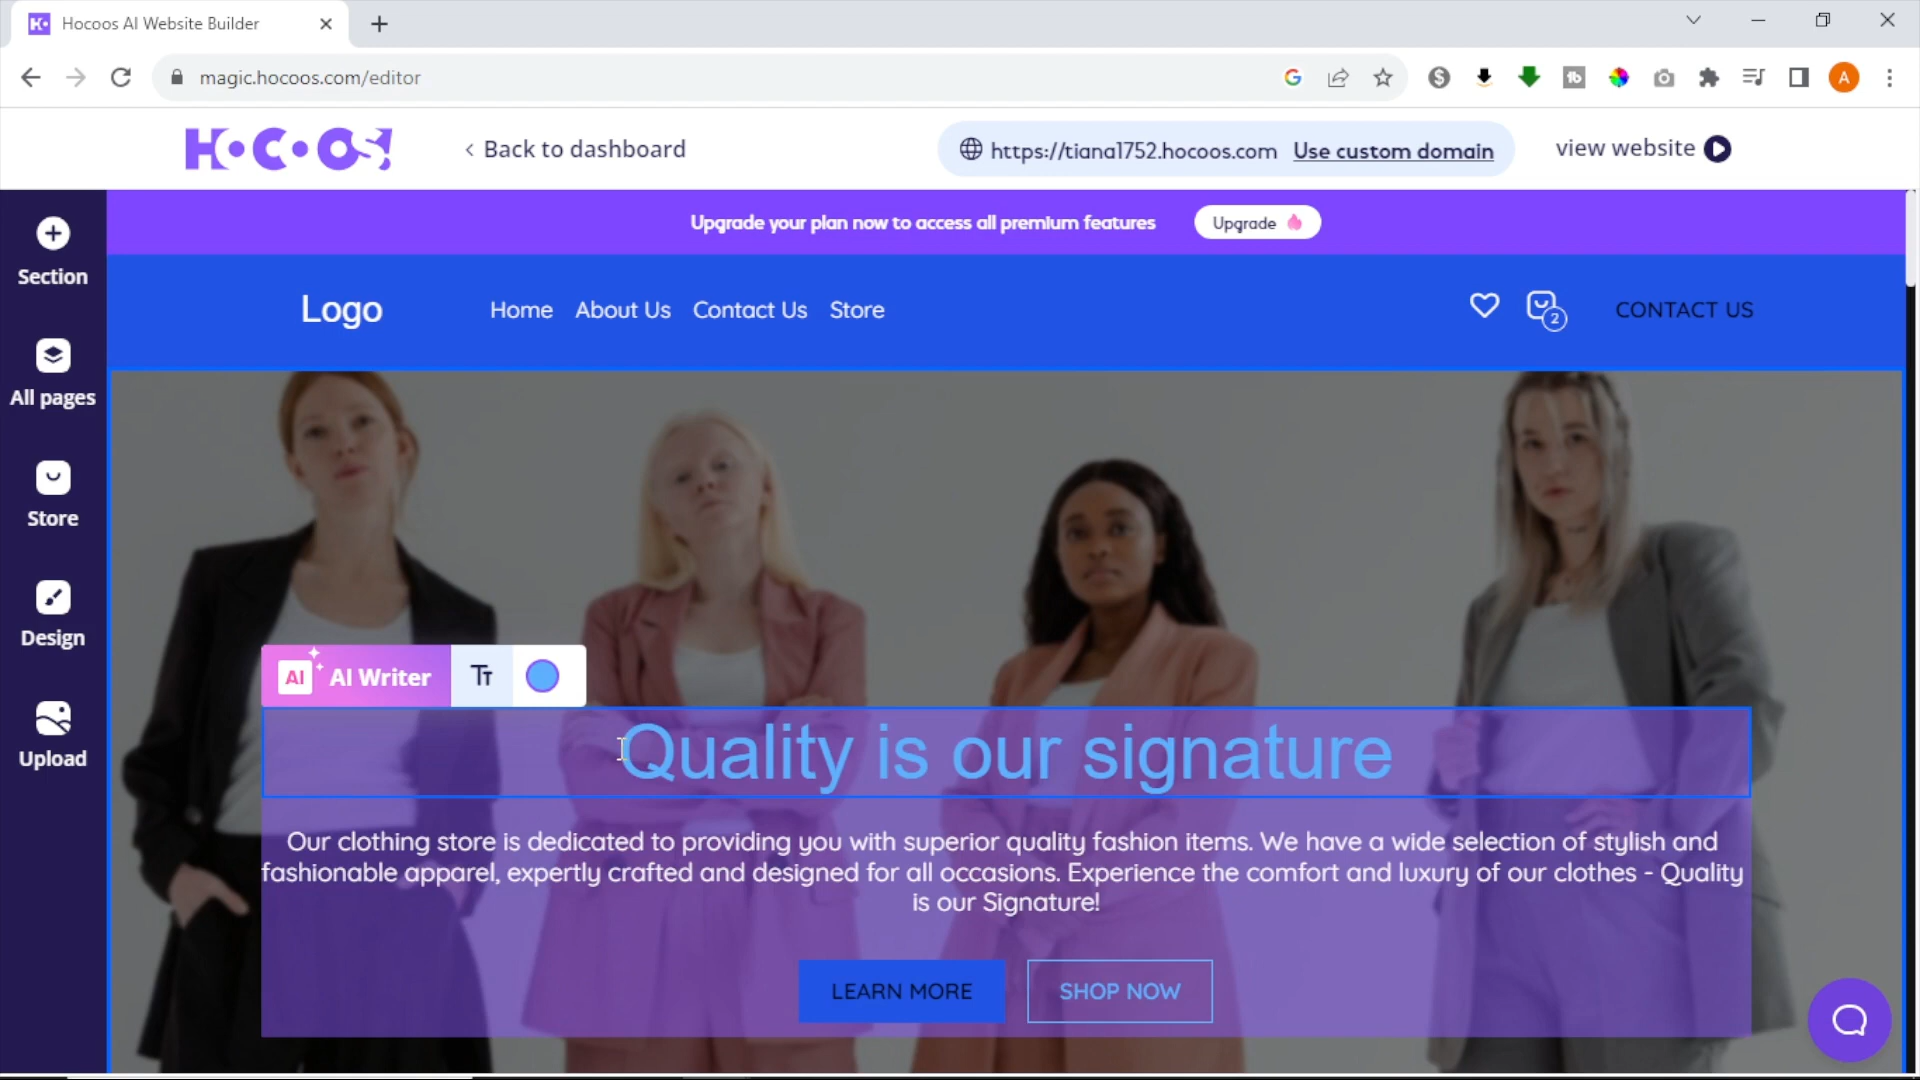 Hocoos AI Website Builder
magic.hocoos.com/editor
A
HOCOOS!
< Back to dashboard
https://tiana1752.hocoos.com Use custom domain
view website
Upgrade your plan now to access all premium features
Upgrade
Section
All pages
Store
Design
Upload
Logo
Home
About Us
Contact Us
Store
2
CONTACT US
AI AI Writer
Tт
Quality is our signature
Our clothing store is dedicated to providing you with superior quality fashion items. We have a wide selection of stylish and
fashionable apparel, expertly crafted and designed for all occasions. Experience the comfort and luxury of our clothes - Quality
is our Signature!
LEARN MORE
SHOP NOW